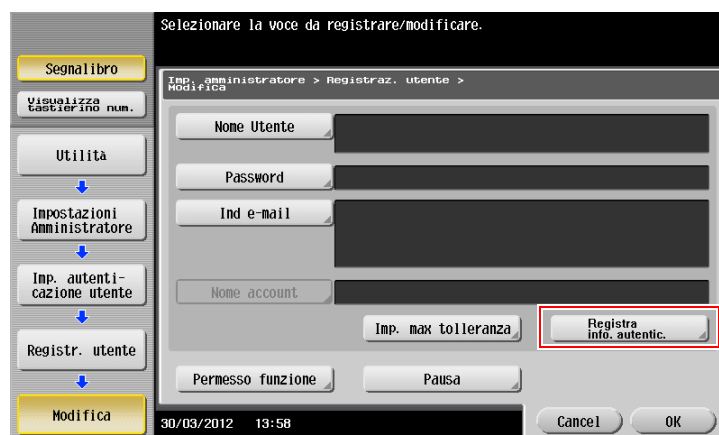 Selezionare la voce da registrare/modificare.
Segnalibro
Visualizza
tastierino num.
Utilità
Impostazioni
Amministratore
Imp. autenti-
cazione utente
Registr. utente
Modifica
Imp. amministratore > Registraz. utente >
Modifica
Nome Utente
Password
Ind e-mail
Nome account
Imp. max tolleranza
Registra
info. autentic.
Permesso funzione
Pausa
30/03/2012 13:58
Cancel
OK